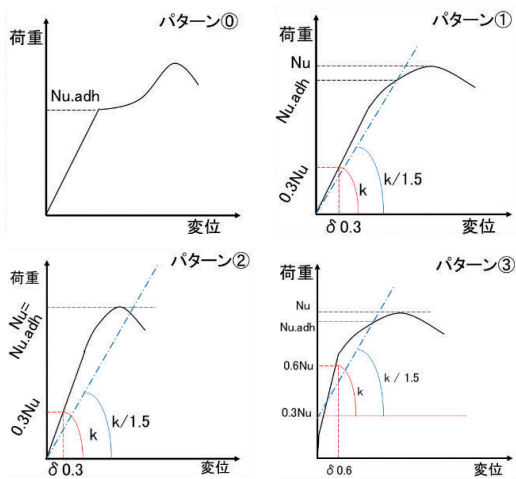 パターン⓪
荷重
Nu.adh
変位
パターン①
荷重
Nu
Nu.adh
0.3Nu
k
k/1.5
δ 0.3
変位
パターン②
荷重
Nu=
Nu.adh
0.3Nu
k
k/1.5
δ 0.3
変位
パターン③
荷重
Nu
Nu.adh
0.6Nu
k
k / 1.5
0.3Nu
δ 0.6
変位